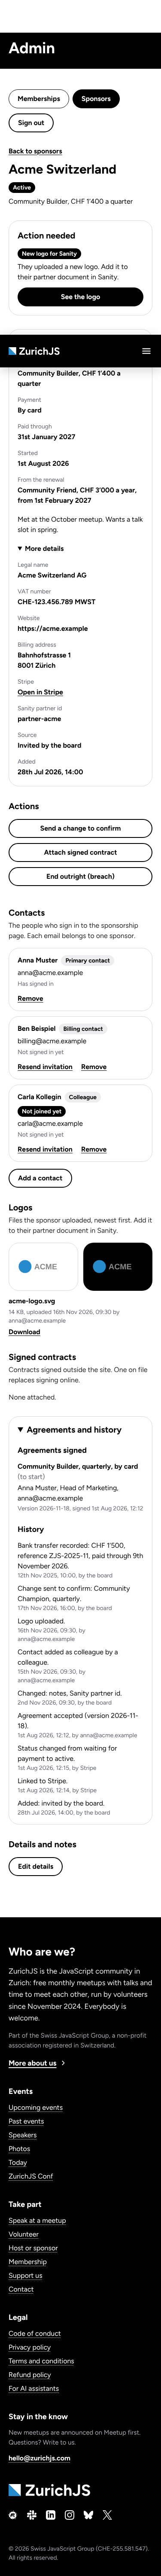 Admin
Memberships
Sponsors
Sign out
Back to sponsors
Acme Switzerland
Active
Community Builder, CHF 1'400 a quarter
Action needed
New logo for Sanity
They uploaded a new logo. Add it to
their partner document in Sanity.
See the logo
ZurichJS
Community Builder, CHF 1'400 a
quarter
Payment
By card
Paid through
31st January 2027
Started
1st August 2026
From the renewal
Community Friend, CHF 3'000 a year,
from 1st February 2027
Met at the October meetup. Wants a talk
slot in spring.
More details
Legal name
Acme Switzerland AG
VAT number
CHE-123.456.789 MWST
Website
https://acme.example
Billing address
Bahnhofstrasse 1
8001 Zürich
Stripe
Open in Stripe
Sanity partner id
partner-acme
Source
Invited by the board
Added
28th Jul 2026, 14:00
Actions
Send a change to confirm
Attach signed contract
End outright (breach)
Contacts
The people who sign in to the sponsorship
page. Each email belongs to one sponsor.
Anna Muster Primary contact
anna@acme.example
Has signed in
Remove
Ben Beispiel Billing contact
billing@acme.example
Not signed in yet
Resend invitation Remove
Carla Kollegin Colleague
Not joined yet
carla@acme.example
Not signed in yet
Resend invitation Remove
Add a contact
Logos
Files the sponsor uploaded, newest first. Add it
to their partner document in Sanity.
ACME ACME
acme-logo.svg
14 KB, uploaded 16th Nov 2026, 09:30 by
anna@acme.example
Download
Signed contracts
Contracts signed outside the site. One on file
replaces signing online.
None attached.
Agreements and history
Agreements signed
Community Builder, quarterly, by card
(to start)
Anna Muster, Head of Marketing,
anna@acme.example
Version 2026-11-18, signed 1st Aug 2026, 12:12
History
Bank transfer recorded: CHF 1'500,
reference ZJS-2025-11, paid through 9th
November 2026.
12th Nov 2025, 10:00, by the board
Change sent to confirm: Community
Champion, quarterly.
17th Nov 2026, 16:00, by the board
Logo uploaded.
16th Nov 2026, 09:30, by
anna@acme.example
Contact added as colleague by a
colleague.
15th Nov 2026, 09:30, by
anna@acme.example
Changed: notes, Sanity partner id.
2nd Nov 2026, 09:30, by the board
Agreement accepted (version 2026-11-
18).
1st Aug 2026, 12:12, by anna@acme.example
Status changed from waiting for
payment to active.
1st Aug 2026, 12:15, by Stripe
Linked to Stripe.
1st Aug 2026, 12:14, by Stripe
Added: invited by the board.
28th Jul 2026, 14:00, by the board
Details and notes
Edit details
Who are we?
ZurichJS is the JavaScript community in
Zurich: free monthly meetups with talks and
time to meet each other, run by volunteers
since November 2024. Everybody is
welcome.
Part of the Swiss JavaScript Group, a non-profit
association registered in Switzerland.
More about us
Events
Upcoming events
Past events
Speakers
Photos
Today
ZurichJS Conf
Take part
Speak at a meetup
Volunteer
Host or sponsor
Membership
Support us
Contact
Legal
Code of conduct
Privacy policy
Terms and conditions
Refund policy
For AI assistants
Stay in the know
New meetups are announced on Meetup first.
Questions? Write to us.
hello@zurichjs.com
ZurichJS
© 2026 Swiss JavaScript Group (CHE-255.581.547).
All rights reserved.